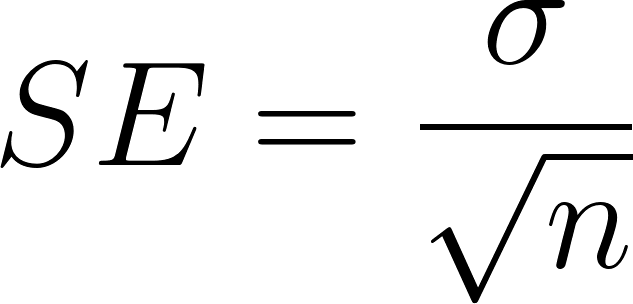 SE = σ / √n